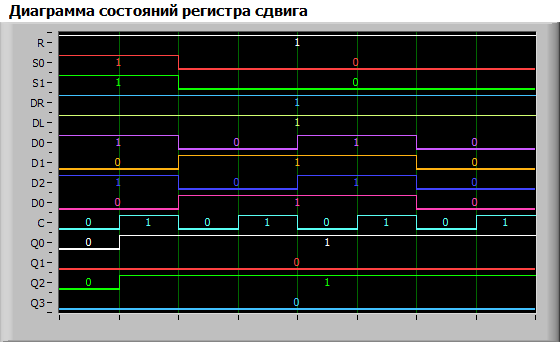 Диаграмма состояний регистра сдвига
R 1
S0 1 0
S1 1 0
DR 1
DL 1
D0 1 0 1 0
D1 0 1 0
D2 1 0 1 0
D0 0 1 0
C 0 1 0 1 0 1 0 1
Q0 0 1
Q1 0
Q2 0 1
Q3 0